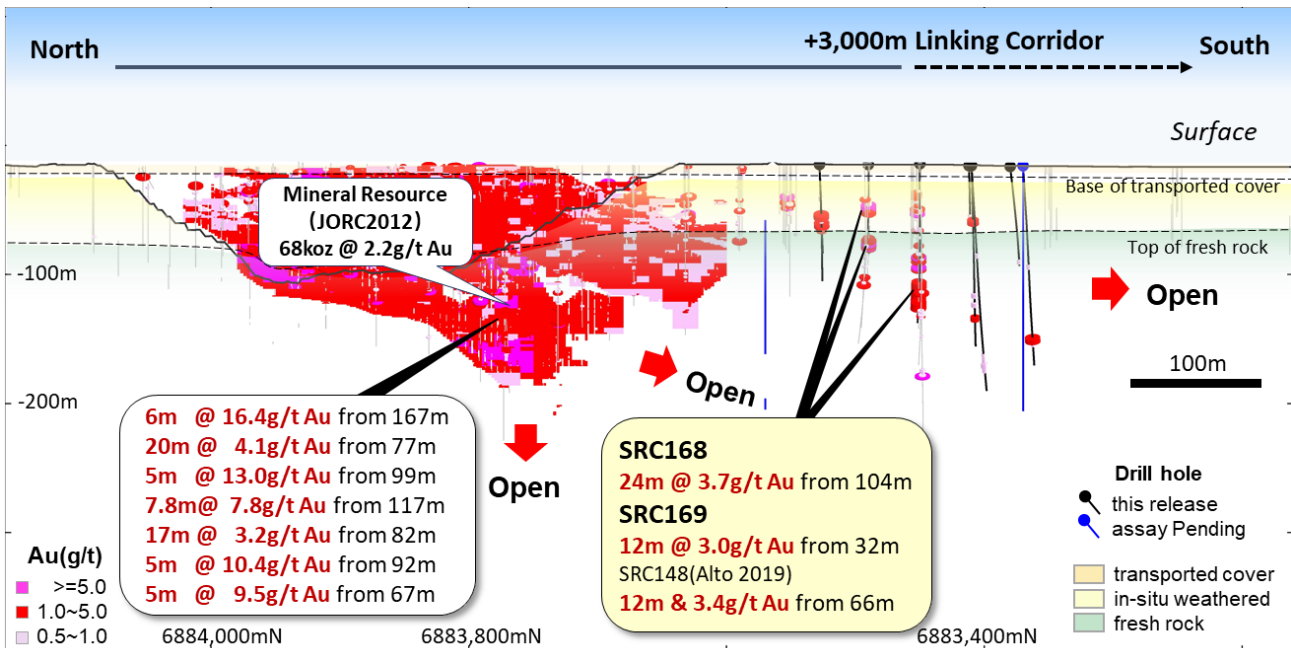 North
+3,000m Linking Corridor
South
Surface
Mineral Resource
(JORC2012)
68koz @ 2.2g/t Au
Base of transported cover
Top of fresh rock
-100m
Open
Open
100m
-200m
Open
6m @ 16.4g/t Au from 167m
20m @ 4.1g/t Au from 77m
5m @ 13.0g/t Au from 99m
7.8m@ 7.8g/t Au from 117m
17m @ 3.2g/t Au from 82m
5m @ 10.4g/t Au from 92m
5m @ 9.5g/t Au from 67m
SRC168
24m @ 3.7g/t Au from 104m
SRC169
12m @ 3.0g/t Au from 32m
SRC148(Alto 2019)
12m & 3.4g/t Au from 66m
Drill hole
this release
assay Pending
transported cover
in-situ weathered
fresh rock
Au(g/t)
>=5.0
1.0~5.0
0.5~1.0
6884,000mN
6883,800mN
6883,400mN